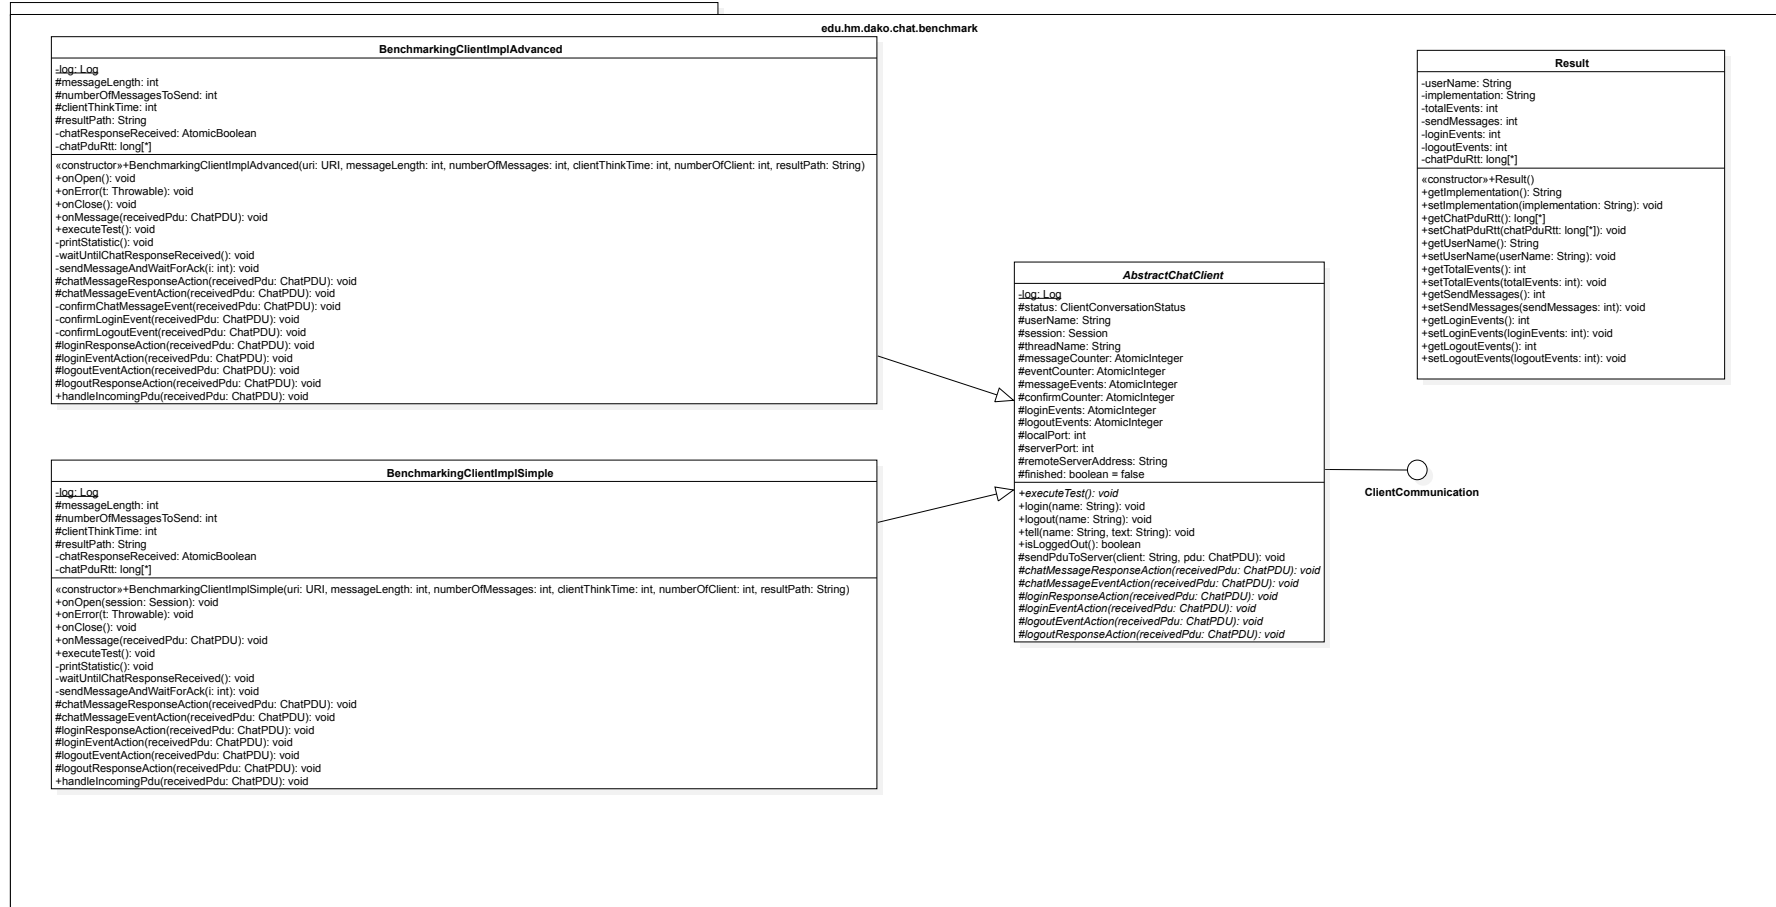 edu.hm.dako.chat.benchmark
BenchmarkingClientImplAdvanced
-log: Log
#messageLength: int
#numberOfMessagesToSend: int
#clientThinkTime: int
#resultPath: String
-chatResponseReceived: AtomicBoolean
-chatPduRtt: long[*]
«constructor»+BenchmarkingClientImplAdvanced(uri: URI, messageLength: int, numberOfMessages: int, clientThinkTime: int, numberOfClient: int, resultPath: String)
+onOpen(): void
+onError(t: Throwable): void
+onClose(): void
+onMessage(receivedPdu: ChatPDU): void
+executeTest(): void
-printStatistic(): void
-waitUntilChatResponseReceived(): void
-sendMessageAndWaitForAck(i: int): void
#chatMessageResponseAction(receivedPdu: ChatPDU): void
#chatMessageEventAction(receivedPdu: ChatPDU): void
-confirmChatMessageEvent(receivedPdu: ChatPDU): void
-confirmLoginEvent(receivedPdu: ChatPDU): void
-confirmLogoutEvent(receivedPdu: ChatPDU): void
#loginResponseAction(receivedPdu: ChatPDU): void
#loginEventAction(receivedPdu: ChatPDU): void
#logoutEventAction(receivedPdu: ChatPDU): void
#logoutResponseAction(receivedPdu: ChatPDU): void
+handleIncomingPdu(receivedPdu: ChatPDU): void
BenchmarkingClientImplSimple
-log: Log
#messageLength: int
#numberOfMessagesToSend: int
#clientThinkTime: int
#resultPath: String
-chatResponseReceived: AtomicBoolean
-chatPduRtt: long[*]
«constructor»+BenchmarkingClientImplSimple(uri: URI, messageLength: int, numberOfMessages: int, clientThinkTime: int, numberOfClient: int, resultPath: String)
+onOpen(session: Session): void
+onError(t: Throwable): void
+onClose(): void
+onMessage(receivedPdu: ChatPDU): void
+executeTest(): void
-printStatistic(): void
-waitUntilChatResponseReceived(): void
-sendMessageAndWaitForAck(i: int): void
#chatMessageResponseAction(receivedPdu: ChatPDU): void
#chatMessageEventAction(receivedPdu: ChatPDU): void
#loginResponseAction(receivedPdu: ChatPDU): void
#loginEventAction(receivedPdu: ChatPDU): void
#logoutEventAction(receivedPdu: ChatPDU): void
#logoutResponseAction(receivedPdu: ChatPDU): void
+handleIncomingPdu(receivedPdu: ChatPDU): void
AbstractChatClient
-log: Log
#status: ClientConversationStatus
#userName: String
#session: Session
#threadName: String
#messageCounter: AtomicInteger
#eventCounter: AtomicInteger
#messageEvents: AtomicInteger
#confirmCounter: AtomicInteger
#loginEvents: AtomicInteger
#logoutEvents: AtomicInteger
#localPort: int
#serverPort: int
#remoteServerAddress: String
#finished: boolean = false
+executeTest(): void
+login(name: String): void
+logout(name: String): void
+tell(name: String, text: String): void
+isLoggedOut(): boolean
#sendPduToServer(client: String, pdu: ChatPDU): void
#chatMessageResponseAction(receivedPdu: ChatPDU): void
#chatMessageEventAction(receivedPdu: ChatPDU): void
#loginResponseAction(receivedPdu: ChatPDU): void
#loginEventAction(receivedPdu: ChatPDU): void
#logoutEventAction(receivedPdu: ChatPDU): void
#logoutResponseAction(receivedPdu: ChatPDU): void
Result
-userName: String
-implementation: String
-totalEvents: int
-sendMessages: int
-loginEvents: int
-logoutEvents: int
-chatPduRtt: long[*]
«constructor»+Result()
+getImplementation(): String
+setImplementation(implementation: String): void
+getChatPduRtt(): long[*]
+setChatPduRtt(chatPduRtt: long[*]): void
+getUserName(): String
+setUserName(userName: String): void
+getTotalEvents(): int
+setTotalEvents(totalEvents: int): void
+getSendMessages(): int
+setSendMessages(sendMessages: int): void
+getLoginEvents(): int
+setLoginEvents(loginEvents: int): void
+getLogoutEvents(): int
+setLogoutEvents(logoutEvents: int): void
ClientCommunication